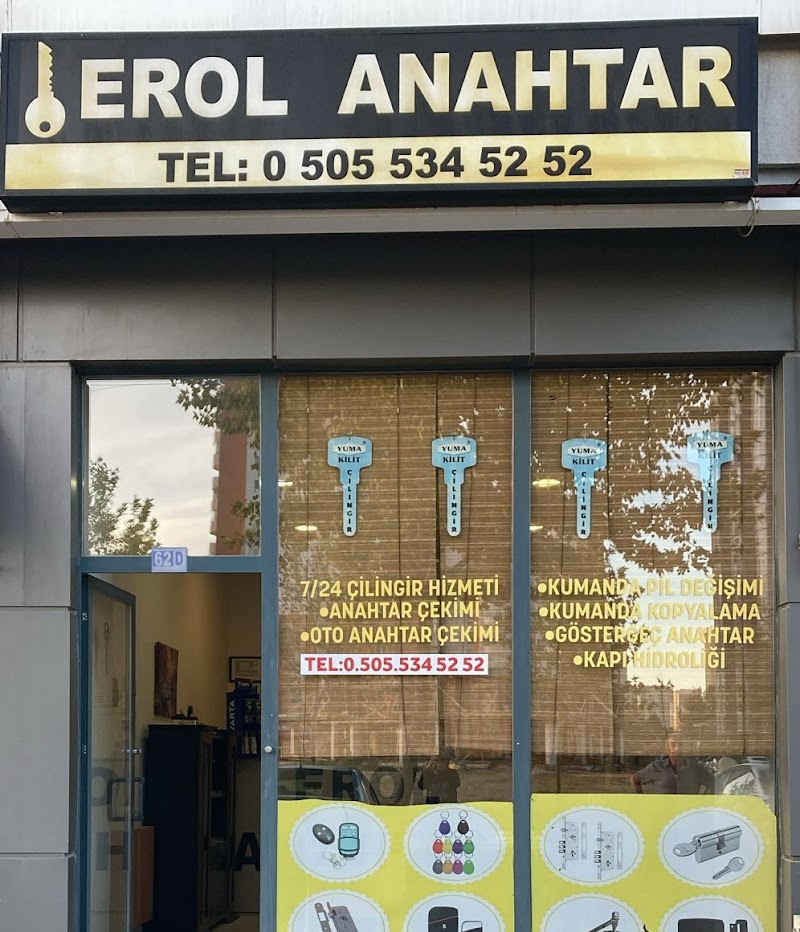 EROL ANAHTAR
TEL: 0 505 534 52 52
YUMA
KİLİT
ÇİLİNGİR
YUMA
KİLİT
ÇİLİNGİR
YUMA
KİLİT
ÇİLİNGİR
YUMA
KİLİT
ÇİLİNGİR
62D
7/24 ÇİLİNGİR HİZMETİ
•ANAHTAR ÇEKİMİ
•OTO ANAHTAR ÇEKİMİ
TEL:0.505.534 52 52
•KUMANDA PİL DEĞİŞİMİ
•KUMANDA KOPYALAMA
•GÖSTERGEÇ ANAHTAR
•KAPI HİDROLİĞİ
VARTA
EROL